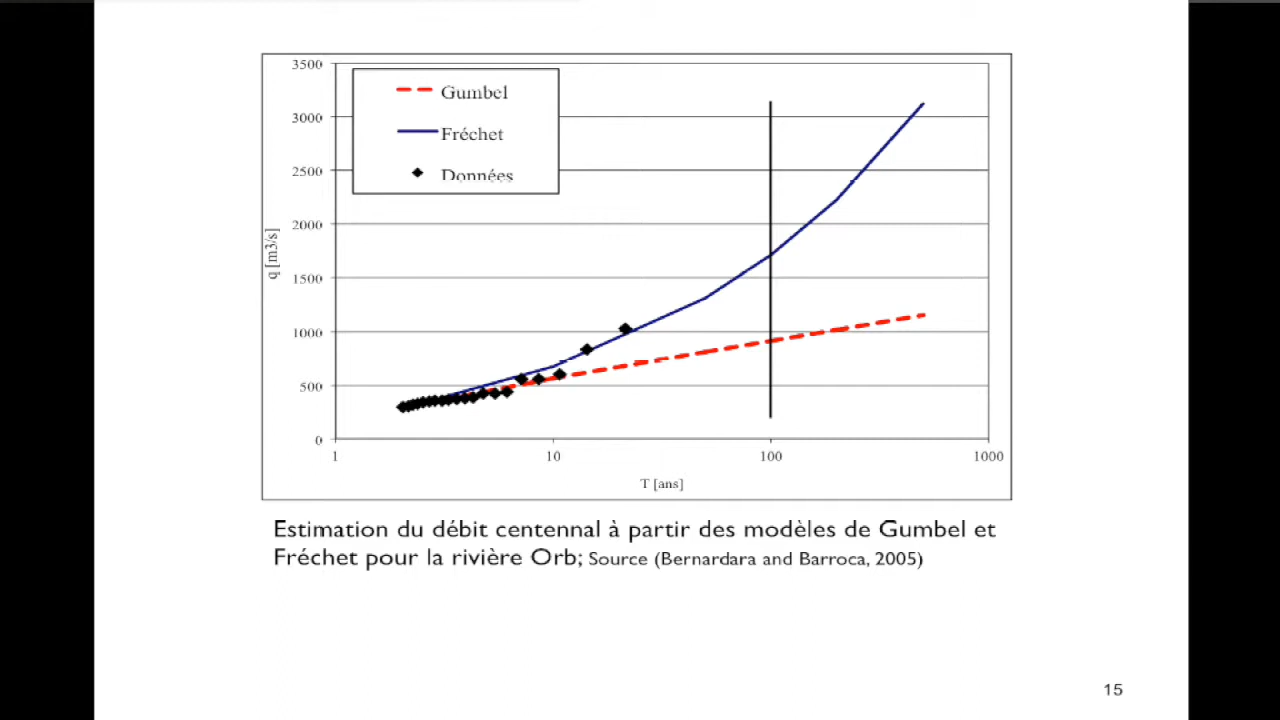 3500
3000
2500
2000
1500
1000
500
0
q [m3/s]
Gumbel
Fréchet
Données
1
10
100
1000
T [ans]
Estimation du débit centennal à partir des modèles de Gumbel et
Fréchet pour la rivière Orb; Source (Bernardara and Barroca, 2005)
15